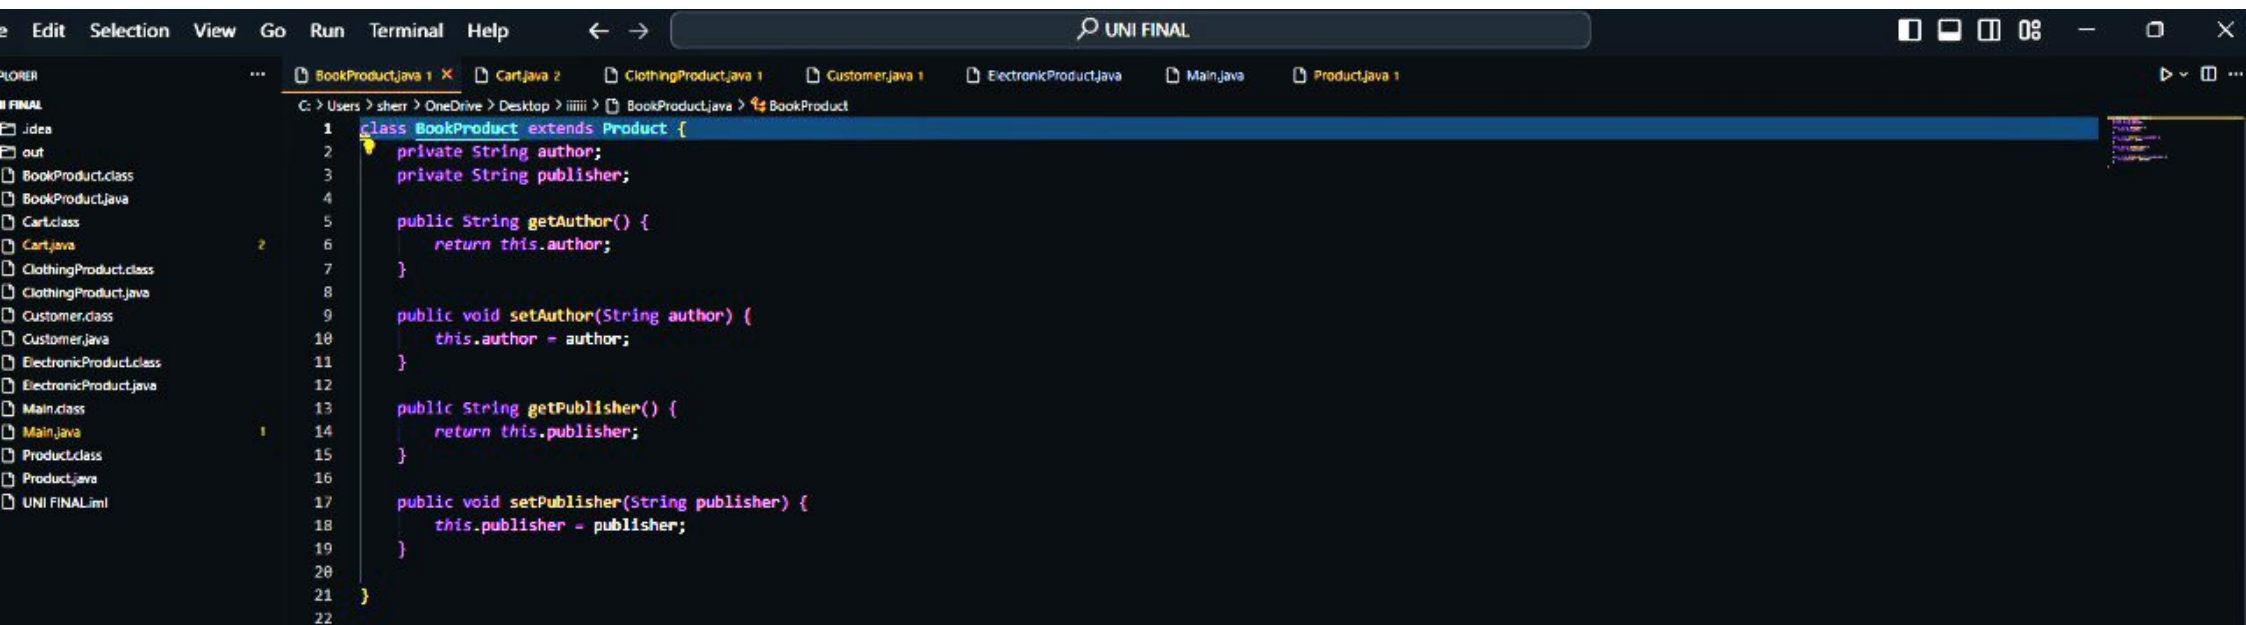 Edit Selection View Go Run Terminal Help ← → UNI FINAL
PLORER ···
BookProduct.java 1 × Cart.java 2 ClothingProduct.java 1 Customer.java 1 ElectronicProduct.java Main.java Product.java 1
FINAL
C: > Users > sherr > OneDrive > Desktop > iiiiii > BookProduct.java > BookProduct
.idea
out
BookProduct.class
BookProduct.java
Cart.class
Cart.java 2
ClothingProduct.class
ClothingProduct.java
Customer.class
Customer.java
ElectronicProduct.class
ElectronicProduct.java
Main.class
Main.java 1
Product.class
Product.java
UNI FINAL.iml
1 class BookProduct extends Product {
2 private String author;
3 private String publisher;
4
5 public String getAuthor() {
6 return this.author;
7 }
8
9 public void setAuthor(String author) {
10 this.author = author;
11 }
12
13 public String getPublisher() {
14 return this.publisher;
15 }
16
17 public void setPublisher(String publisher) {
18 this.publisher = publisher;
19 }
20
21 }
22